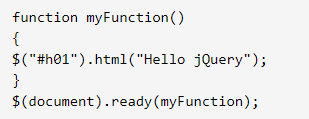 function myFunction()
{
$("#h01").html("Hello jQuery");
}
$(document).ready(myFunction);